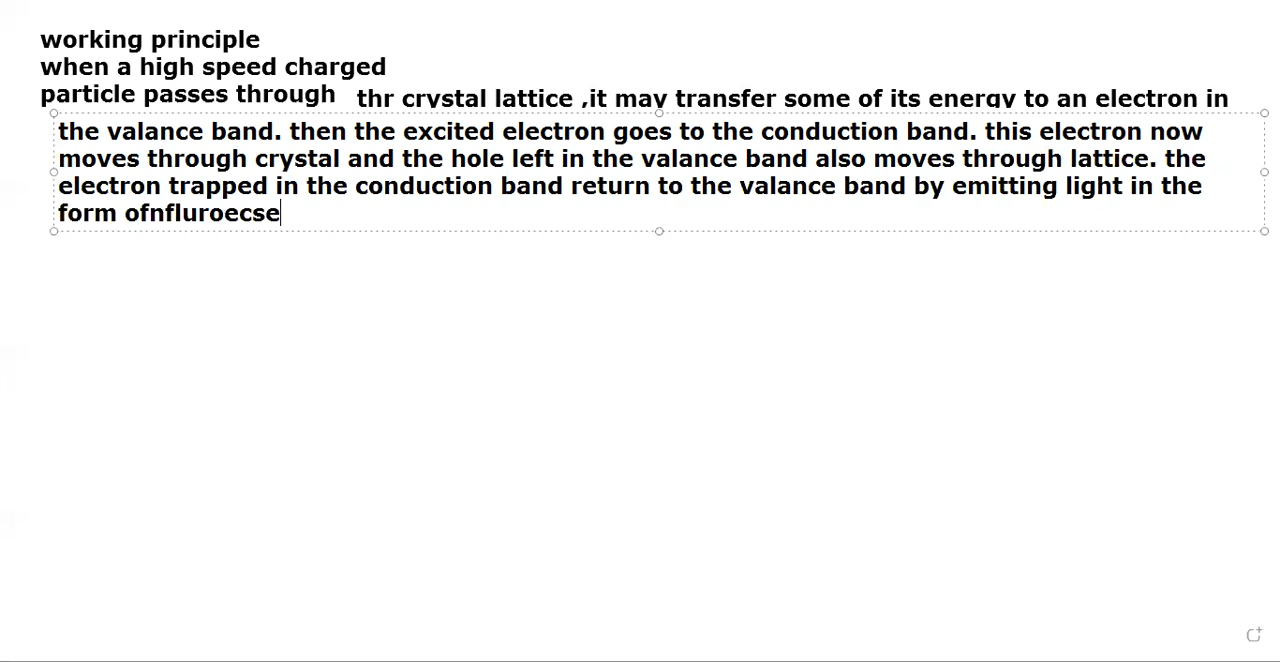 working principle
when a high speed charged
particle passes through thr crystal lattice ,it may transfer some of its energy to an electron in
the valance band. then the excited electron goes to the conduction band. this electron now
moves through crystal and the hole left in the valance band also moves through lattice. the
electron trapped in the conduction band return to the valance band by emitting light in the
form ofnfluroecse